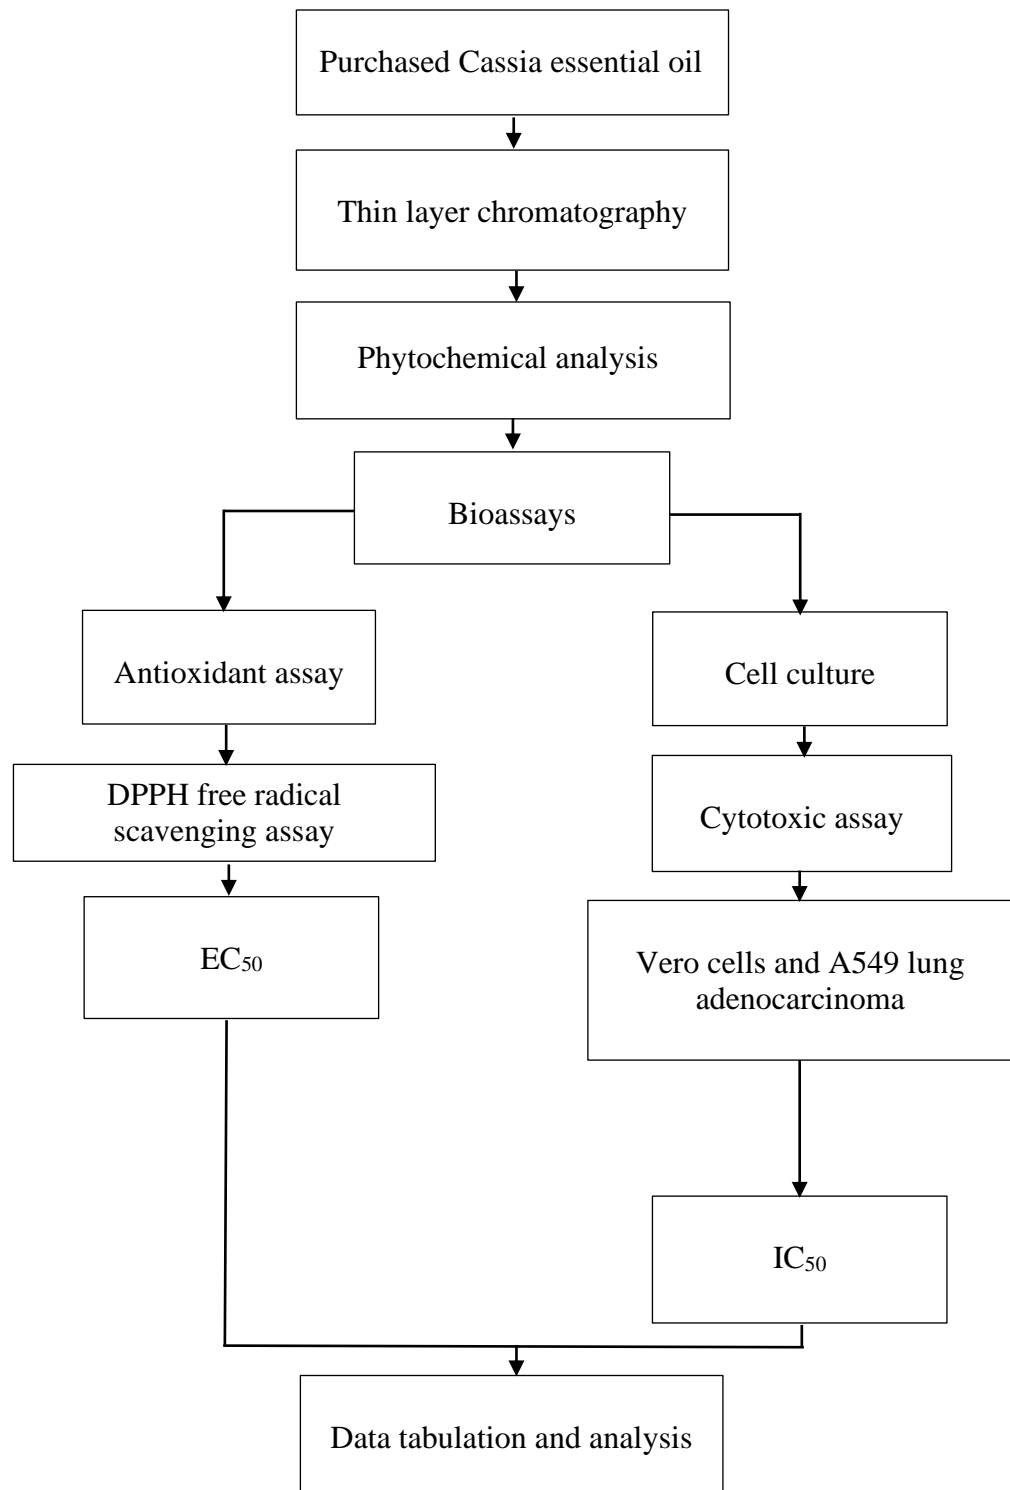 Purchased Cassia essential oil
Thin layer chromatography
Phytochemical analysis
Bioassays
Antioxidant assay
Cell culture
DPPH free radical
scavenging assay
Cytotoxic assay
EC₅₀
Vero cells and A549 lung
adenocarcinoma
IC₅₀
Data tabulation and analysis